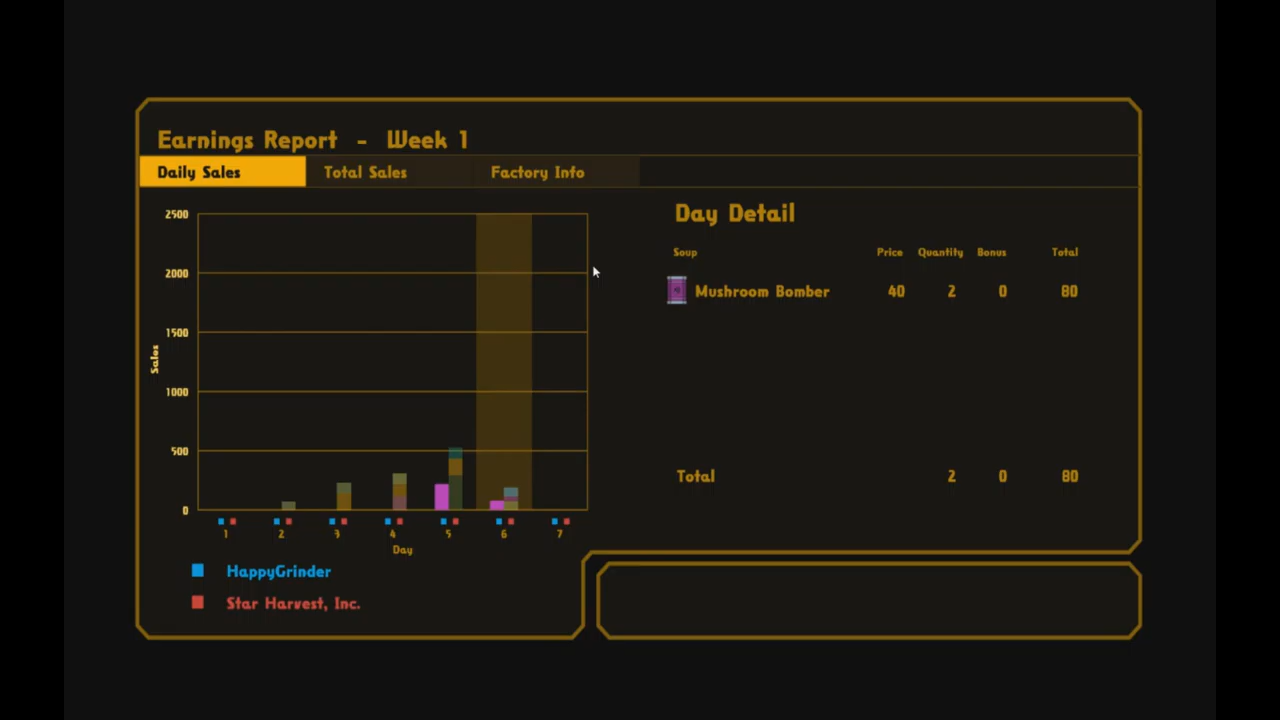 Earnings Report - Week 1
Daily Sales
Total Sales
Factory Info
2500
2000
1500
1000
500
0
Sales
1 2 3 4 5 6 7
Day
HappyGrinder
Star Harvest, Inc.
Day Detail
Soup Price Quantity Bonus Total
Mushroom Bomber 40 2 0 80
Total 2 0 80